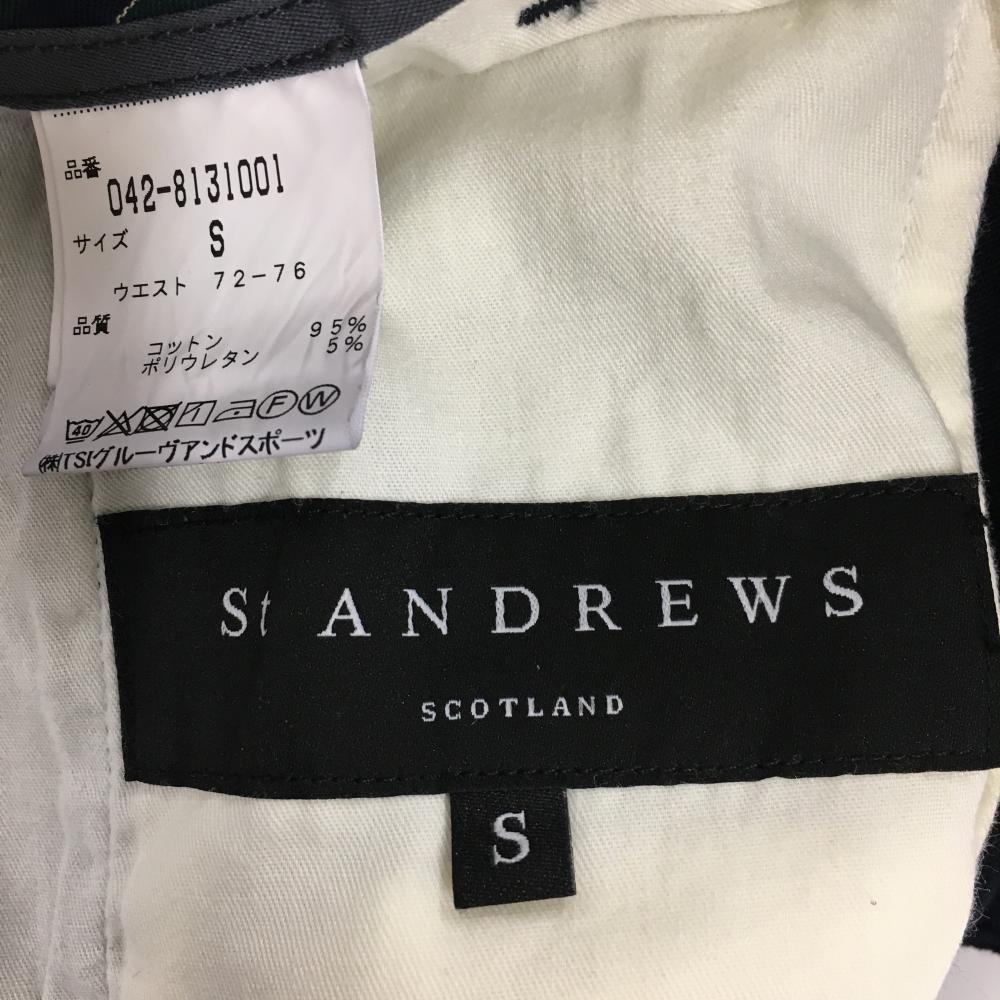 品番
042-8131001
サイズ S
ウエスト 72-76
品質
コットン 95%
ポリウレタン 5%
40 1 F W
㈱TSIグルーヴアンドスポーツ
St ANDREWS
SCOTLAND
S